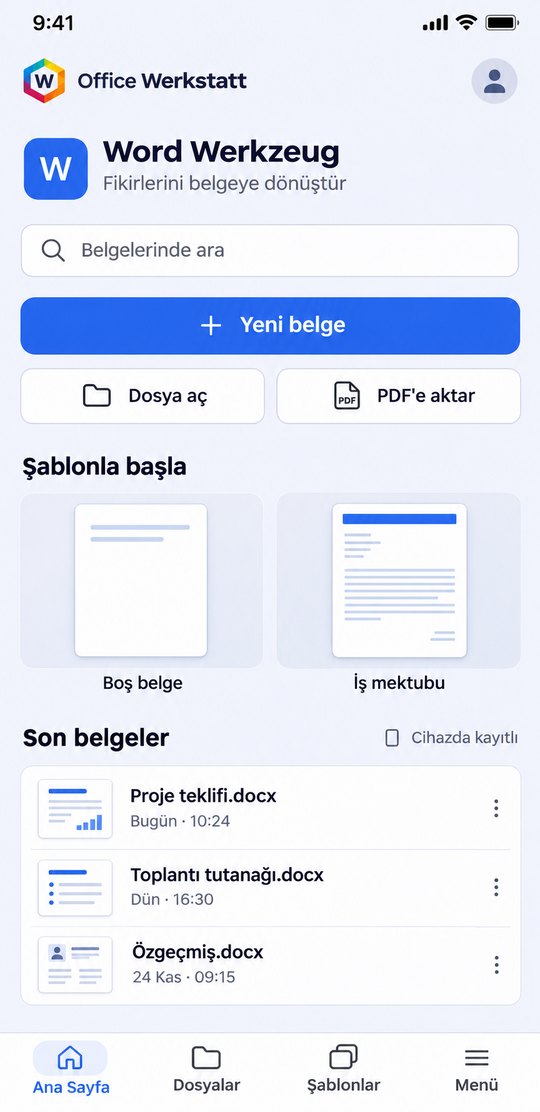 9:41
W Office Werkstatt
W
Word Werkzeug
Fikirlerini belgeye dönüştür
Belgelerinde ara
Yeni belge
Dosya aç
PDF PDF'e aktar
Şablonla başla
Boş belge
İş mektubu
Son belgeler
Cihazda kayıtlı
Proje teklifi.docx
Bugün · 10:24
Toplantı tutanağı.docx
Dün · 16:30
Özgeçmiş.docx
24 Kas · 09:15
Ana Sayfa
Dosyalar
Şablonlar
Menü